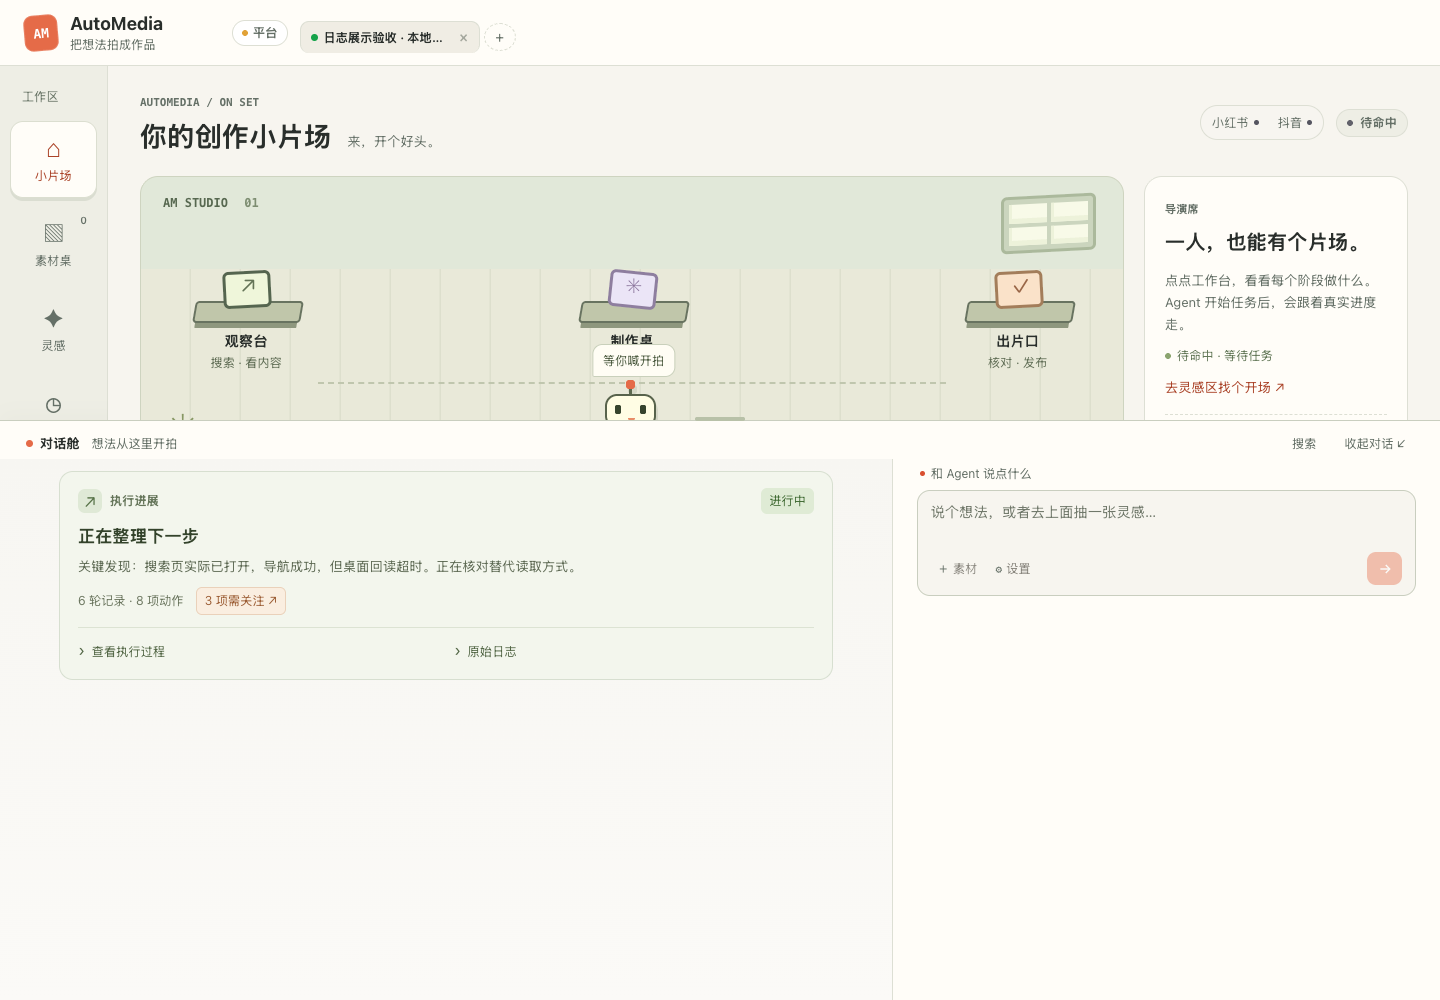 AM
AutoMedia
把想法拍成作品
平台
日志展示验收 · 本地...
×
+
工作区
小片场
0
素材桌
灵感
AUTOMEDIA / ON SET
你的创作小片场
来，开个好头。
小红书
抖音
待命中
AM STUDIO 01
观察台
搜索 · 看内容
制作桌
等你喊开拍
出片口
核对 · 发布
导演席
一人，也能有个片场。
点点工作台，看看每个阶段做什么。
Agent 开始任务后，会跟着真实进度
走。
待命中 · 等待任务
去灵感区找个开场 ↗
对话舱
想法从这里开拍
搜索
收起对话 ↙
↗ 执行进展
进行中
正在整理下一步
关键发现：搜索页实际已打开，导航成功，但桌面回读超时。正在核对替代读取方式。
6 轮记录 · 8 项动作
3 项需关注 ↗
› 查看执行过程
› 原始日志
和 Agent 说点什么
说个想法，或者去上面抽一张灵感...
+ 素材
⚙ 设置
→